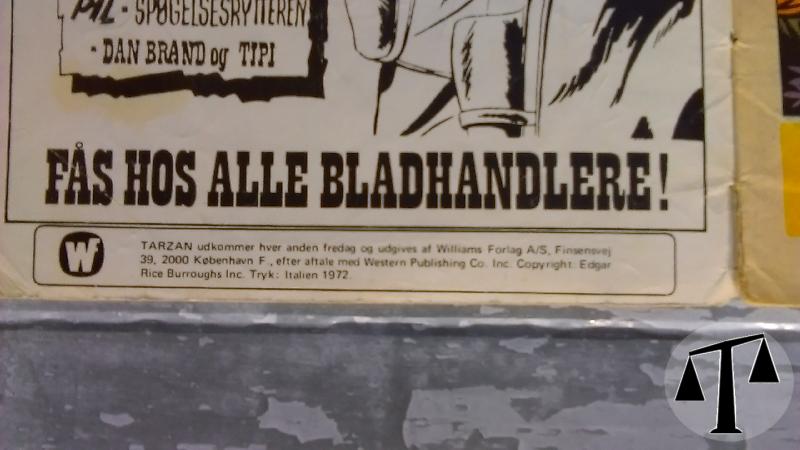 PIL - SPØGELSESRYTTEREN
- DAN BRAND og TIPI
FÅS HOS ALLE BLADHANDLERE!
W
TARZAN udkommer hver anden fredag og udgives af Williams Forlag A/S, Finsensvej
39, 2000 København F., efter aftale med Western Publishing Co. Inc. Copyright: Edgar
Rice Burroughs Inc. Tryk: Italien 1972.